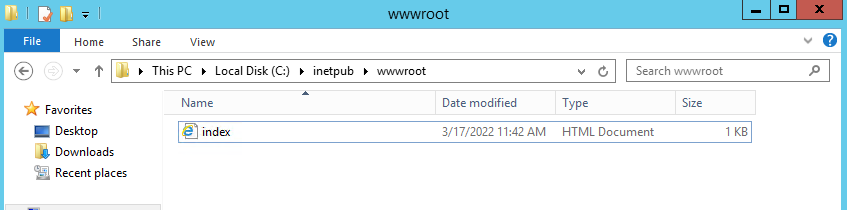 wwwroot
File Home Share View
This PC Local Disk (C:) inetpub wwwroot
Search wwwroot
Favorites
Desktop
Downloads
Recent places
Name Date modified Type Size
index 3/17/2022 11:42 AM HTML Document 1 KB